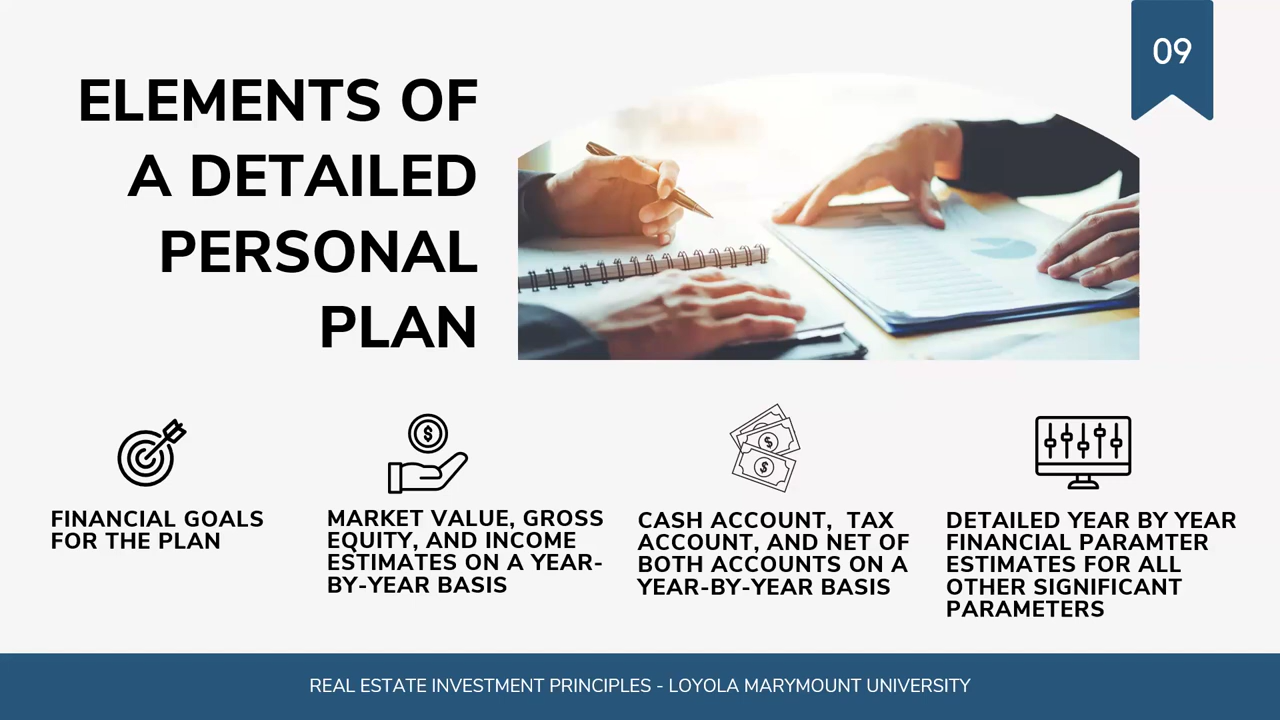 09
ELEMENTS OF
A DETAILED
PERSONAL
PLAN
FINANCIAL GOALS
FOR THE PLAN
MARKET VALUE, GROSS
EQUITY, AND INCOME
ESTIMATES ON A YEAR-
BY-YEAR BASIS
CASH ACCOUNT, TAX
ACCOUNT, AND NET OF
BOTH ACCOUNTS ON A
YEAR-BY-YEAR BASIS
DETAILED YEAR BY YEAR
FINANCIAL PARAMTER
ESTIMATES FOR ALL
OTHER SIGNIFICANT
PARAMETERS
REAL ESTATE INVESTMENT PRINCIPLES - LOYOLA MARYMOUNT UNIVERSITY